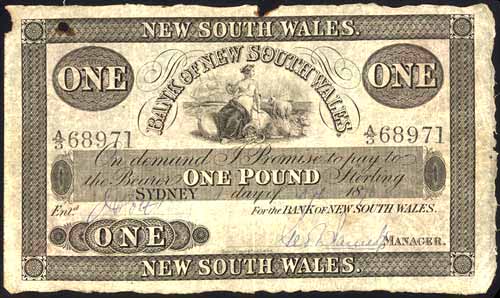 NEW SOUTH WALES.
ONE BANK OF NEW SOUTH WALES. ONE
A/3 68971 A/3 68971
On demand I Promise to pay to
the Bearer ONE POUND Sterling
SYDNEY day of 18
Entd. For the BANK OF NEW SOUTH WALES.
ONE MANAGER.
NEW SOUTH WALES.